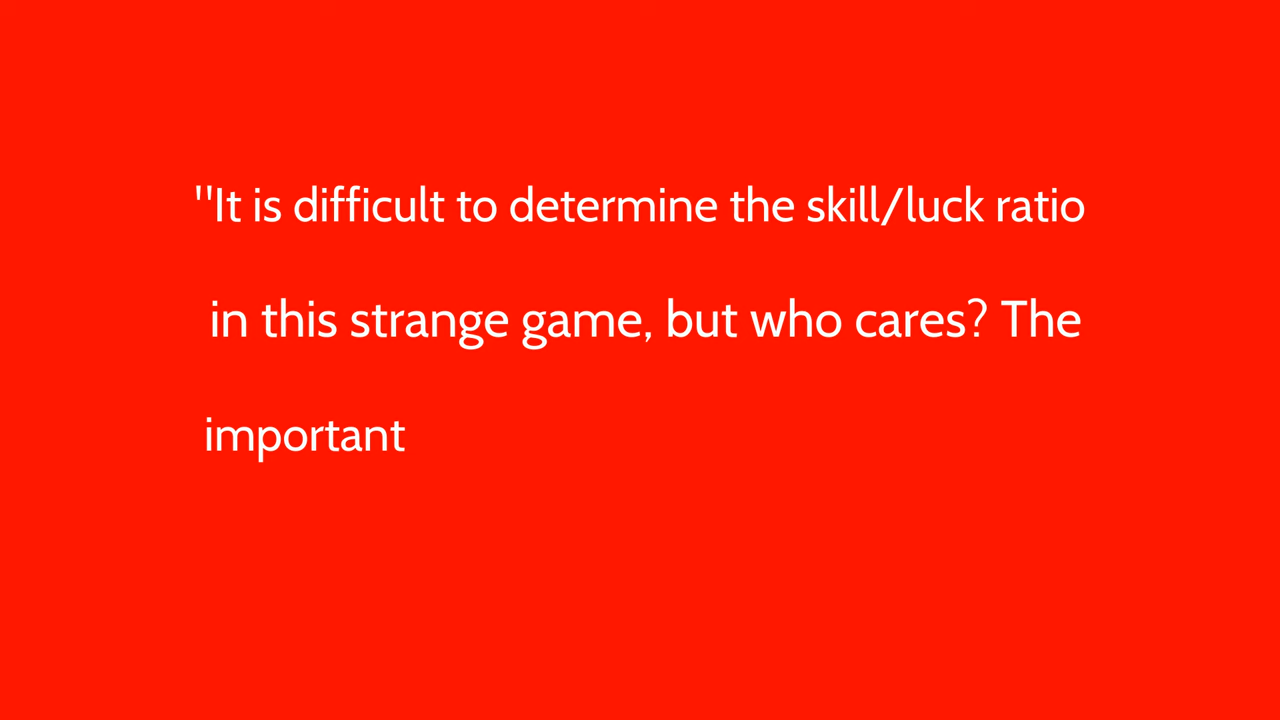 "It is difficult to determine the skill/luck ratio
in this strange game, but who cares? The
important